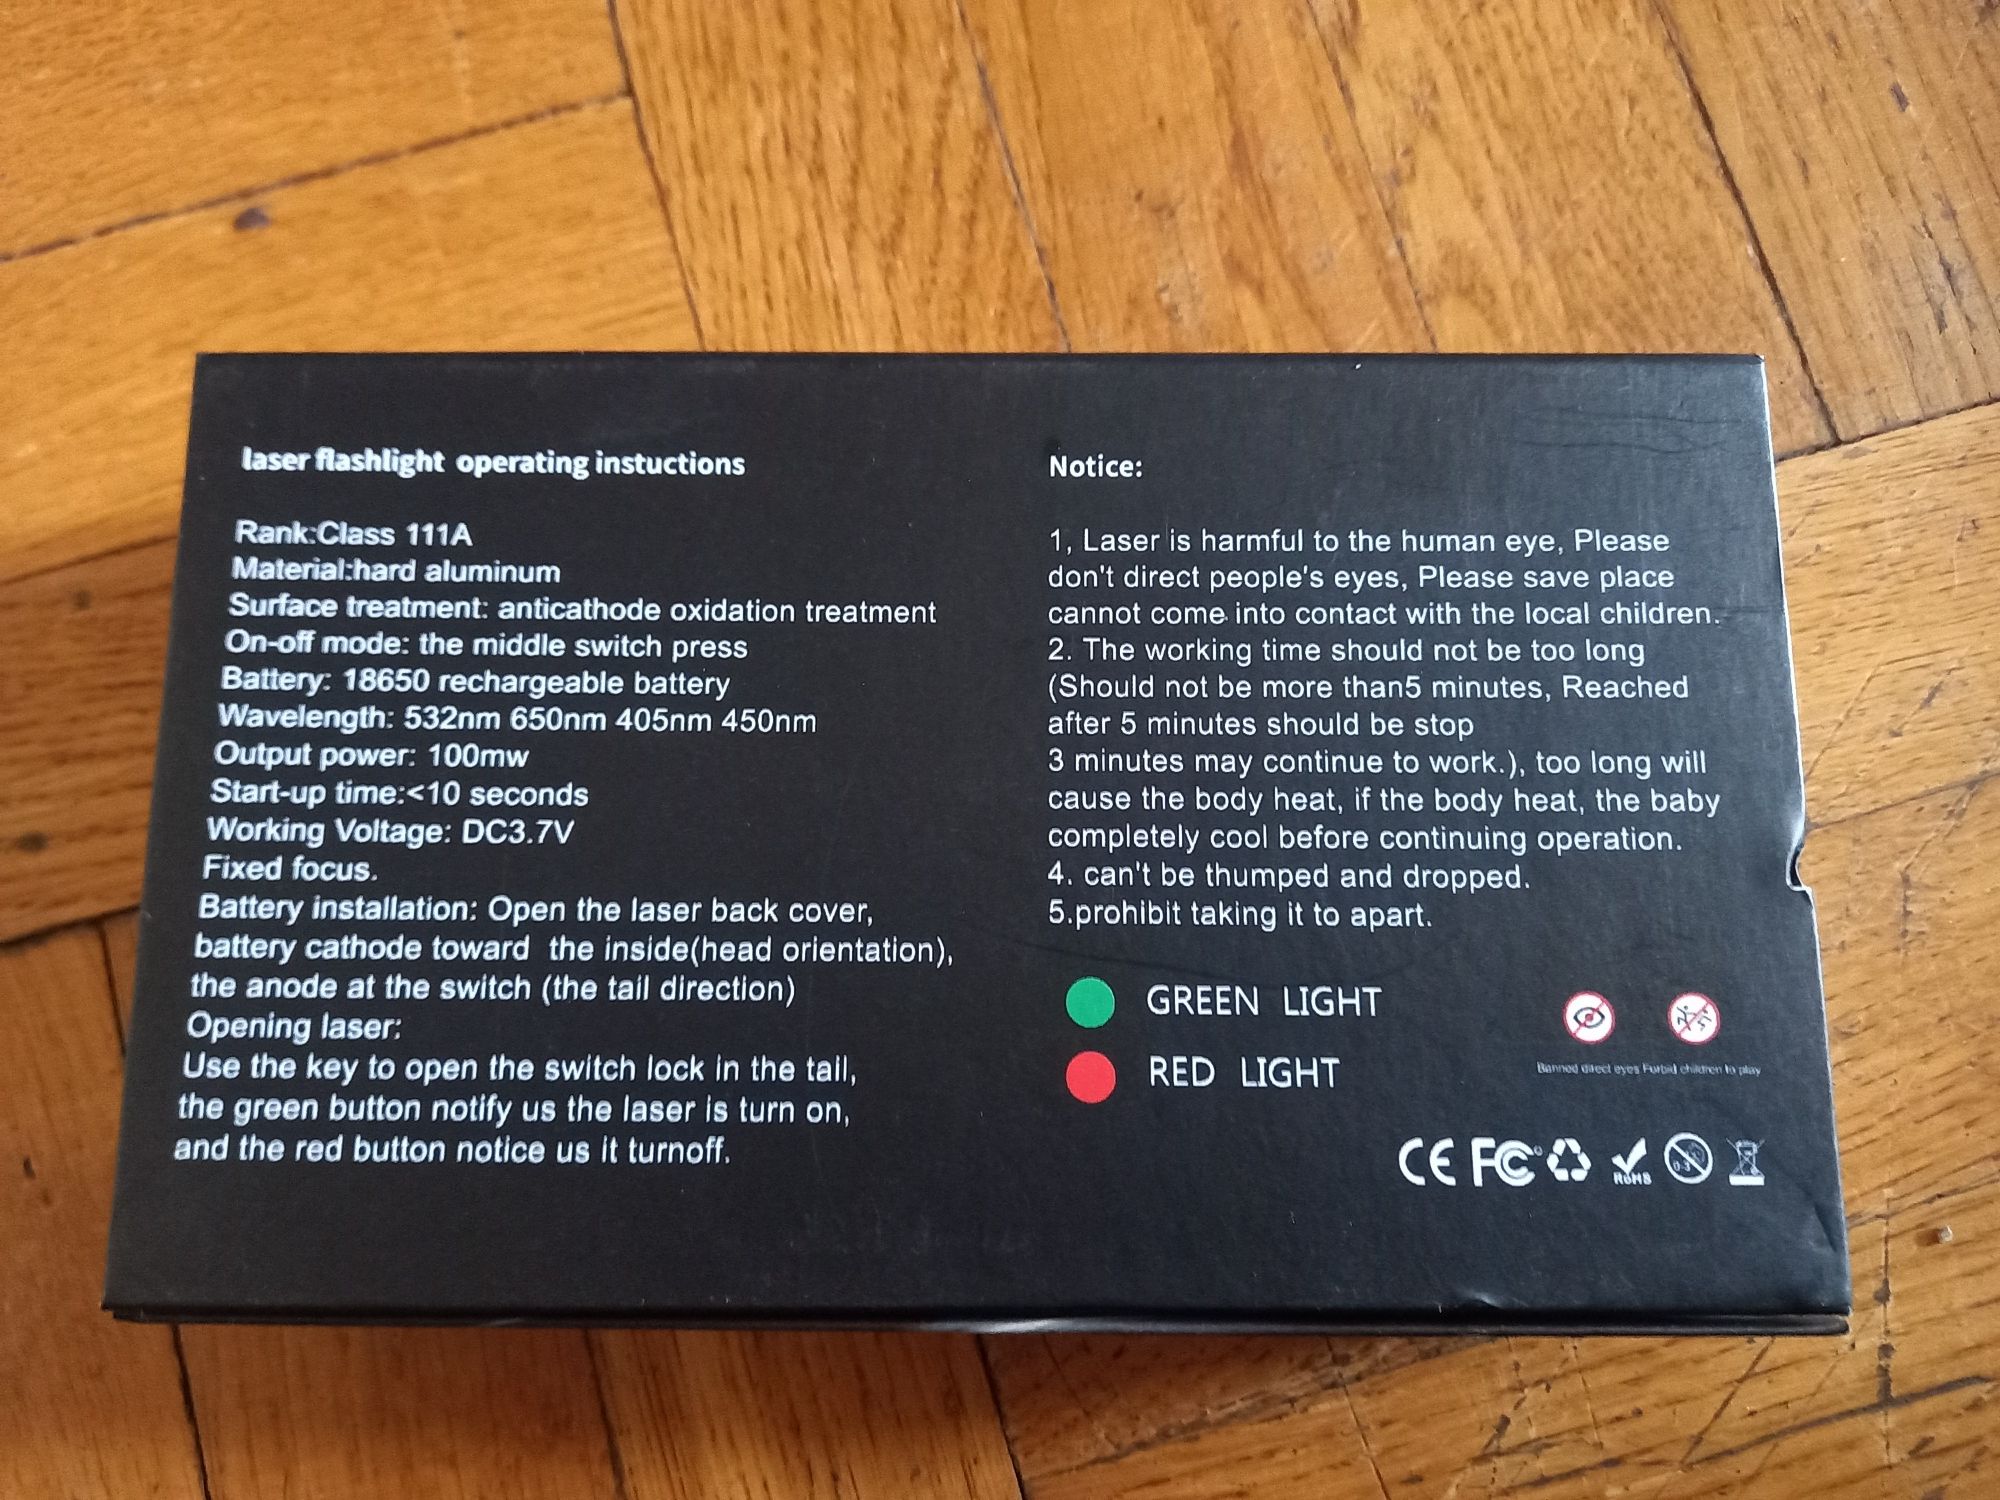 laser flashlight operating instuctions
Rank:Class 111A
Material:hard aluminum
Surface treatment: anticathode oxidation treatment
On-off mode: the middle switch press
Battery: 18650 rechargeable battery
Wavelength: 532nm 650nm 405nm 450nm
Output power: 100mw
Start-up time:<10 seconds
Working Voltage: DC3.7V
Fixed focus.
Battery installation: Open the laser back cover,
battery cathode toward the inside(head orientation),
the anode at the switch (the tail direction)
Opening laser:
Use the key to open the switch lock in the tail,
the green button notify us the laser is turn on,
and the red button notice us it turnoff.
Notice:
1, Laser is harmful to the human eye, Please
don't direct people's eyes, Please save place
cannot come into contact with the local children.
2. The working time should not be too long
(Should not be more than5 minutes, Reached
after 5 minutes should be stop
3 minutes may continue to work.), too long will
cause the body heat, if the body heat, the baby
completely cool before continuing operation.
4. can't be thumped and dropped.
5.prohibit taking it to apart.
GREEN LIGHT
RED LIGHT
Banned direct eyes Forbid children to play
CE FC RoHS 0-3